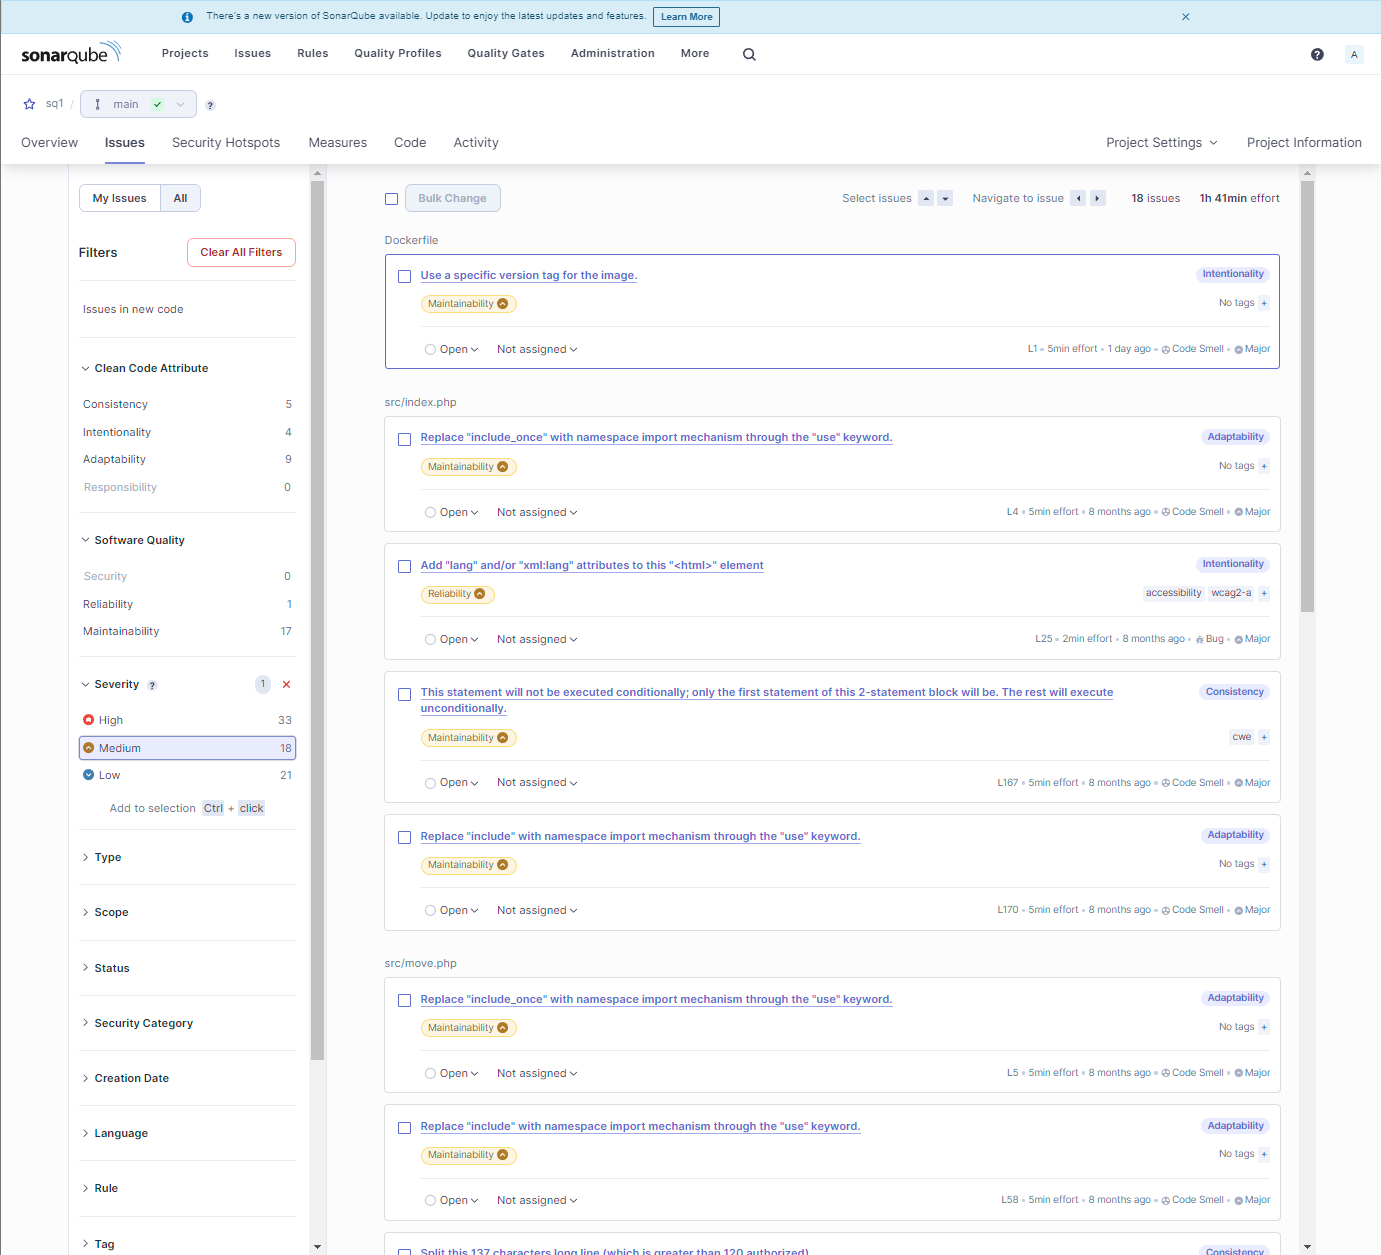 There's a new version of SonarQube available. Update to enjoy the latest updates and features. Learn More
sonarqube Projects Issues Rules Quality Profiles Quality Gates Administration More ? A
sq1 / main ?
Overview Issues Security Hotspots Measures Code Activity Project Settings Project Information
My Issues All
Bulk Change Select issues Navigate to issue 18 issues 1h 41min effort
Filters Clear All Filters
Issues in new code
Clean Code Attribute
Consistency 5
Intentionality 4
Adaptability 9
Responsibility 0
Software Quality
Security 0
Reliability 1
Maintainability 17
Severity ? 1
High 33
Medium 18
Low 21
Add to selection Ctrl + click
Type
Scope
Status
Security Category
Creation Date
Language
Rule
Tag
Dockerfile
Use a specific version tag for the image. Intentionality
Maintainability No tags +
Open Not assigned L1 • 5min effort • 1 day ago • Code Smell • Major
src/index.php
Replace "include_once" with namespace import mechanism through the "use" keyword. Adaptability
Maintainability No tags +
Open Not assigned L4 • 5min effort • 8 months ago • Code Smell • Major
Add "lang" and/or "xml:lang" attributes to this "<html>" element Intentionality
Reliability accessibility wcag2-a +
Open Not assigned L25 • 2min effort • 8 months ago • Bug • Major
This statement will not be executed conditionally; only the first statement of this 2-statement block will be. The rest will execute Consistency
unconditionally.
Maintainability cwe +
Open Not assigned L167 • 5min effort • 8 months ago • Code Smell • Major
Replace "include" with namespace import mechanism through the "use" keyword. Adaptability
Maintainability No tags +
Open Not assigned L170 • 5min effort • 8 months ago • Code Smell • Major
src/move.php
Replace "include_once" with namespace import mechanism through the "use" keyword. Adaptability
Maintainability No tags +
Open Not assigned L5 • 5min effort • 8 months ago • Code Smell • Major
Replace "include" with namespace import mechanism through the "use" keyword. Adaptability
Maintainability No tags +
Open Not assigned L58 • 5min effort • 8 months ago • Code Smell • Major
Split this 137 characters long line (which is greater than 120 authorized). Consistency